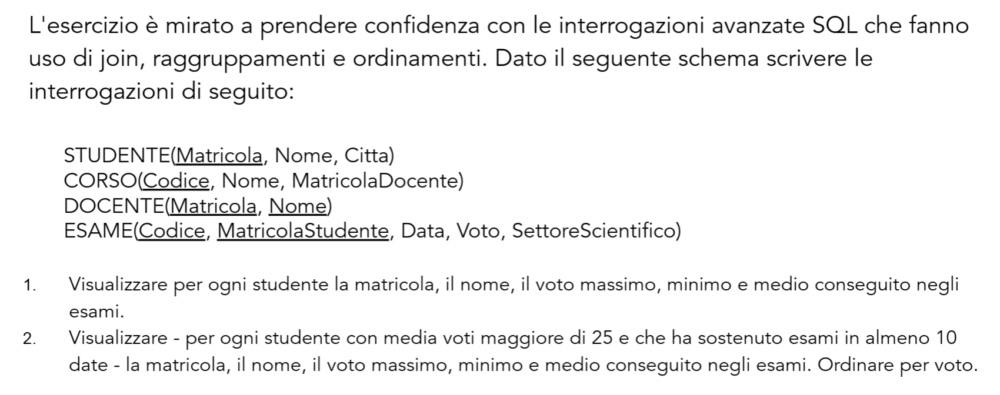 L'esercizio è mirato a prendere confidenza con le interrogazioni avanzate SQL che fanno
uso di join, raggruppamenti e ordinamenti. Dato il seguente schema scrivere le
interrogazioni di seguito:
STUDENTE(Matricola, Nome, Citta)
CORSO(Codice, Nome, MatricolaDocente)
DOCENTE(Matricola, Nome)
ESAME(Codice, MatricolaStudente, Data, Voto, SettoreScientifico)
1. Visualizzare per ogni studente la matricola, il nome, il voto massimo, minimo e medio conseguito negli
esami.
2. Visualizzare - per ogni studente con media voti maggiore di 25 e che ha sostenuto esami in almeno 10
date - la matricola, il nome, il voto massimo, minimo e medio conseguito negli esami. Ordinare per voto.